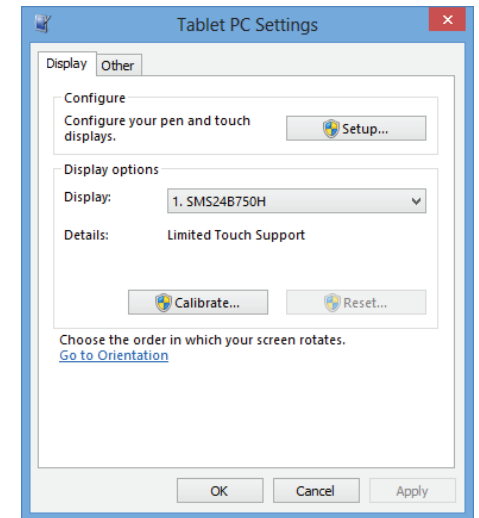 Tablet PC Settings
Display Other
Configure
Configure your pen and touch
displays.
Setup...
Display options
Display: 1. SMS24B750H
Details: Limited Touch Support
Calibrate... Reset...
Choose the order in which your screen rotates.
Go to Orientation
OK Cancel Apply